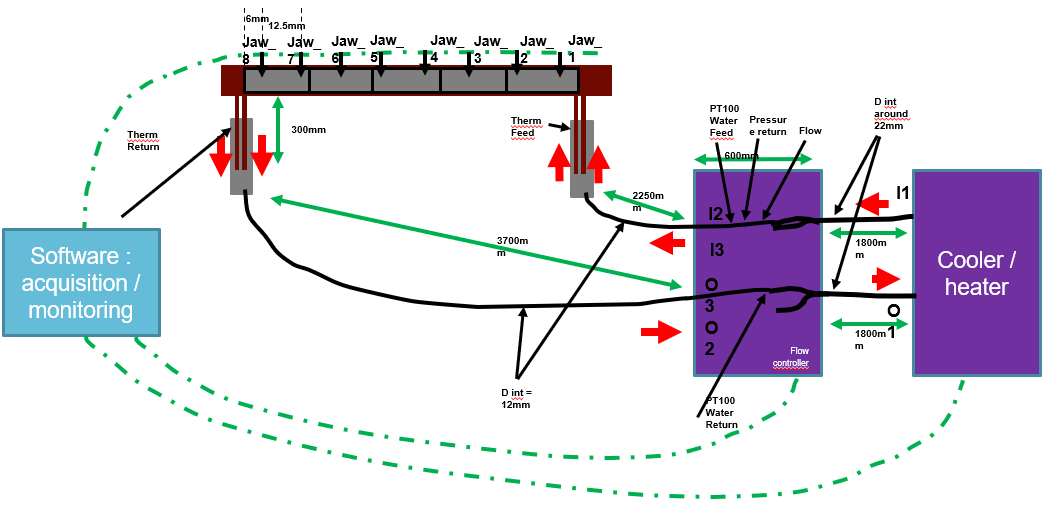 6mm
12.5mm
Jaw_
8
Jaw_
7
Jaw_
6
Jaw_
5
Jaw_
4
Jaw_
3
Jaw_
2
Jaw_
1
300mm
Therm
Return
Therm
Feed
PT100
Water
Feed
Pressur
e return
Flow
D int
around
22mm
600mm
2250m
m
3700m
m
I2
I3
O
3
O
2
I1
1800m
m
O
1
1800m
m
Software :
acquisition /
monitoring
Cooler /
heater
Flow
controller
D int =
12mm
PT100
Water
Return